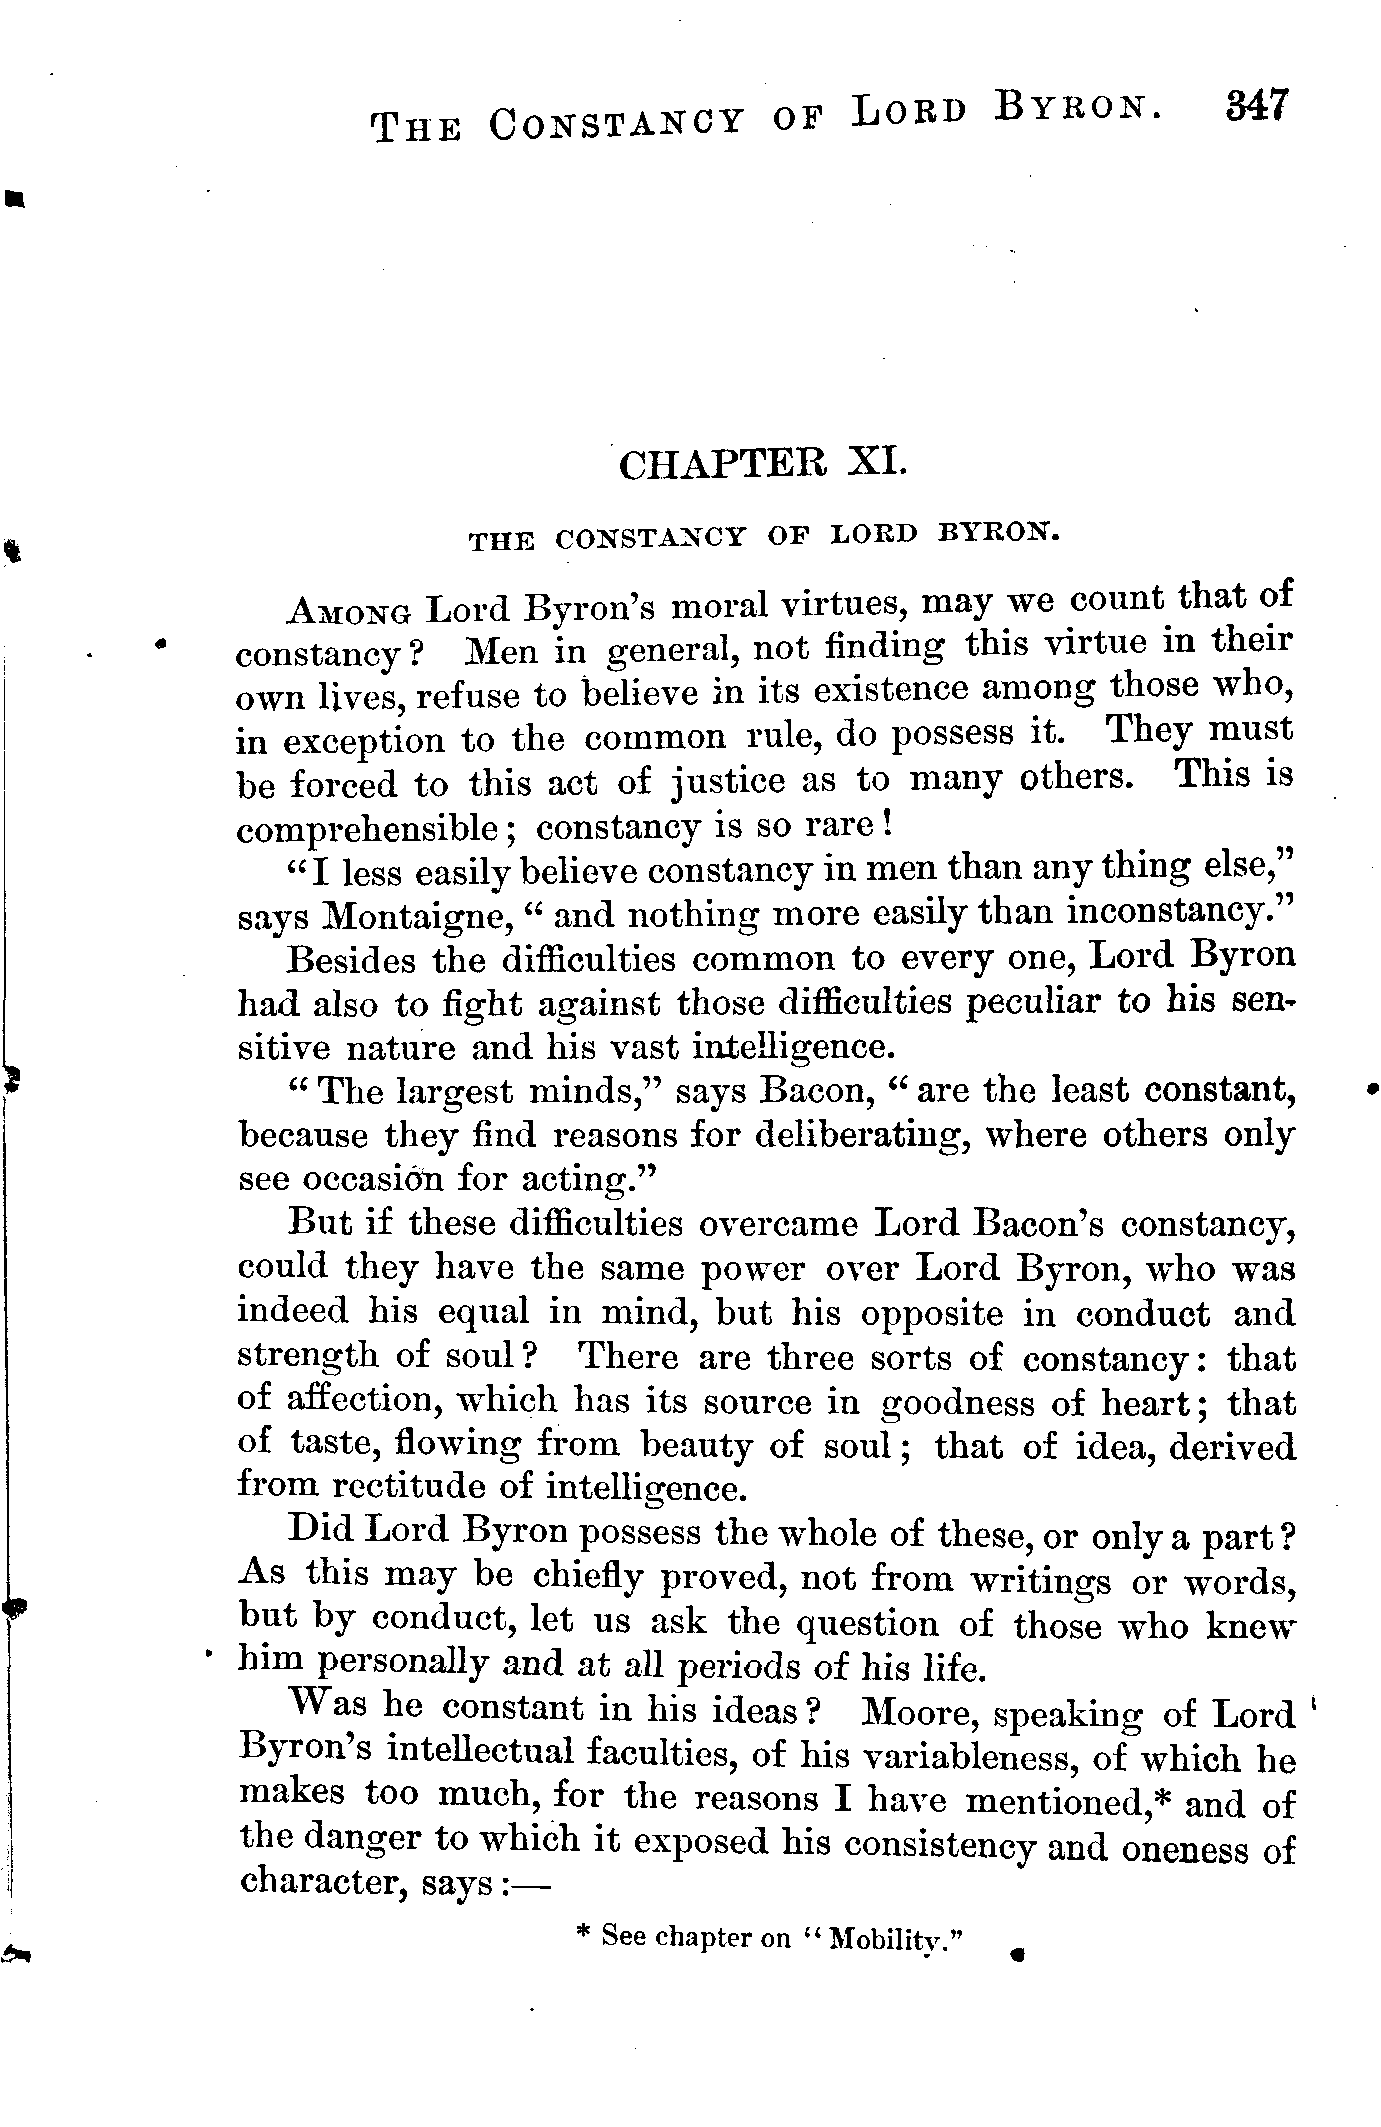 THE CONSTANCY OF LORD BYRON. 347
CHAPTER XI.
THE CONSTANCY OF LORD BYRON.
AMONG Lord Byron's moral virtues, may we count that of
constancy? Men in general, not finding this virtue in their
own lives, refuse to believe in its existence among those who,
in exception to the common rule, do possess it. They must
be forced to this act of justice as to many others. This is
comprehensible; constancy is so rare!
"I less easily believe constancy in men than any thing else,"
says Montaigne, "and nothing more easily than inconstancy."
Besides the difficulties common to every one, Lord Byron
had also to fight against those difficulties peculiar to his sen-
sitive nature and his vast intelligence.
"The largest minds," says Bacon, "are the least constant,
because they find reasons for deliberating, where others only
see occasion for acting."
But if these difficulties overcame Lord Bacon's constancy,
could they have the same power over Lord Byron, who was
indeed his equal in mind, but his opposite in conduct and
strength of soul? There are three sorts of constancy: that
of affection, which has its source in goodness of heart; that
of taste, flowing from beauty of soul; that of idea, derived
from rectitude of intelligence.
Did Lord Byron possess the whole of these, or only a part?
As this may be chiefly proved, not from writings or words,
but by conduct, let us ask the question of those who knew
him personally and at all periods of his life.
Was he constant in his ideas? Moore, speaking of Lord
Byron's intellectual faculties, of his variableness, of which he
makes too much, for the reasons I have mentioned,* and of
the danger to which it exposed his consistency and oneness of
character, says:—
* See chapter on "Mobility."